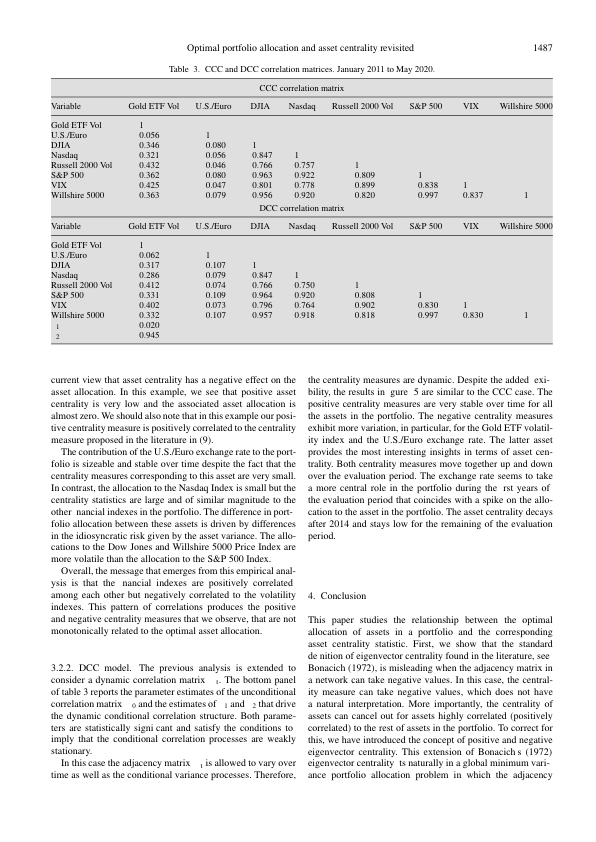 Optimal portfolio allocation and asset centrality revisited 1487
Table 3. CCC and DCC correlation matrices. January 2011 to May 2020.
CCC correlation matrix
Variable Gold ETF Vol U.S./Euro DJIA Nasdaq Russell 2000 Vol S&P 500 VIX Willshire 5000
Gold ETF Vol 1
U.S./Euro 0.056 1
DJIA 0.346 0.080 1
Nasdaq 0.321 0.056 0.847 1
Russell 2000 Vol 0.432 0.046 0.766 0.757 1
S&P 500 0.362 0.080 0.963 0.922 0.809 1
VIX 0.425 0.047 0.801 0.778 0.899 0.838 1
Willshire 5000 0.363 0.079 0.956 0.920 0.820 0.997 0.837 1
DCC correlation matrix
Variable Gold ETF Vol U.S./Euro DJIA Nasdaq Russell 2000 Vol S&P 500 VIX Willshire 5000
Gold ETF Vol 1
U.S./Euro 0.062 1
DJIA 0.317 0.107 1
Nasdaq 0.286 0.079 0.847 1
Russell 2000 Vol 0.412 0.074 0.766 0.750 1
S&P 500 0.331 0.109 0.964 0.920 0.808 1
VIX 0.402 0.073 0.796 0.764 0.902 0.830 1
Willshire 5000 0.332 0.107 0.957 0.918 0.818 0.997 0.830 1
1 0.020
2 0.945
current view that asset centrality has a negative effect on the
asset allocation. In this example, we see that positive asset
centrality is very low and the associated asset allocation is
almost zero. We should also note that in this example our posi-
tive centrality measure is positively correlated to the centrality
measure proposed in the literature in (9).
The contribution of the U.S./Euro exchange rate to the port-
folio is sizeable and stable over time despite the fact that the
centrality measures corresponding to this asset are very small.
In contrast, the allocation to the Nasdaq Index is small but the
centrality statistics are large and of similar magnitude to the
other nancial indexes in the portfolio. The difference in port-
folio allocation between these assets is driven by differences
in the idiosyncratic risk given by the asset variance. The allo-
cations to the Dow Jones and Willshire 5000 Price Index are
more volatile than the allocation to the S&P 500 Index.
Overall, the message that emerges from this empirical anal-
ysis is that the nancial indexes are positively correlated
among each other but negatively correlated to the volatility
indexes. This pattern of correlations produces the positive
and negative centrality measures that we observe, that are not
monotonically related to the optimal asset allocation.
3.2.2. DCC model. The previous analysis is extended to
consider a dynamic correlation matrix t. The bottom panel
of table 3 reports the parameter estimates of the unconditional
correlation matrix 0 and the estimates of 1 and 2 that drive
the dynamic conditional correlation structure. Both parame-
ters are statistically signi cant and satisfy the conditions to
imply that the conditional correlation processes are weakly
stationary.
In this case the adjacency matrix t is allowed to vary over
time as well as the conditional variance processes. Therefore,
the centrality measures are dynamic. Despite the added exi-
bility, the results in gure 5 are similar to the CCC case. The
positive centrality measures are very stable over time for all
the assets in the portfolio. The negative centrality measures
exhibit more variation, in particular, for the Gold ETF volatil-
ity index and the U.S./Euro exchange rate. The latter asset
provides the most interesting insights in terms of asset cen-
trality. Both centrality measures move together up and down
over the evaluation period. The exchange rate seems to take
a more central role in the portfolio during the rst years of
the evaluation period that coincides with a spike on the allo-
cation to the asset in the portfolio. The asset centrality decays
after 2014 and stays low for the remaining of the evaluation
period.
4. Conclusion
This paper studies the relationship between the optimal
allocation of assets in a portfolio and the corresponding
asset centrality statistic. First, we show that the standard
de nition of eigenvector centrality found in the literature, see
Bonacich (1972), is misleading when the adjacency matrix in
a network can take negative values. In this case, the central-
ity measure can take negative values, which does not have
a natural interpretation. More importantly, the centrality of
assets can cancel out for assets highly correlated (positively
correlated) to the rest of assets in the portfolio. To correct for
this, we have introduced the concept of positive and negative
eigenvector centrality. This extension of Bonacich s (1972)
eigenvector centrality ts naturally in a global minimum vari-
ance portfolio allocation problem in which the adjacency